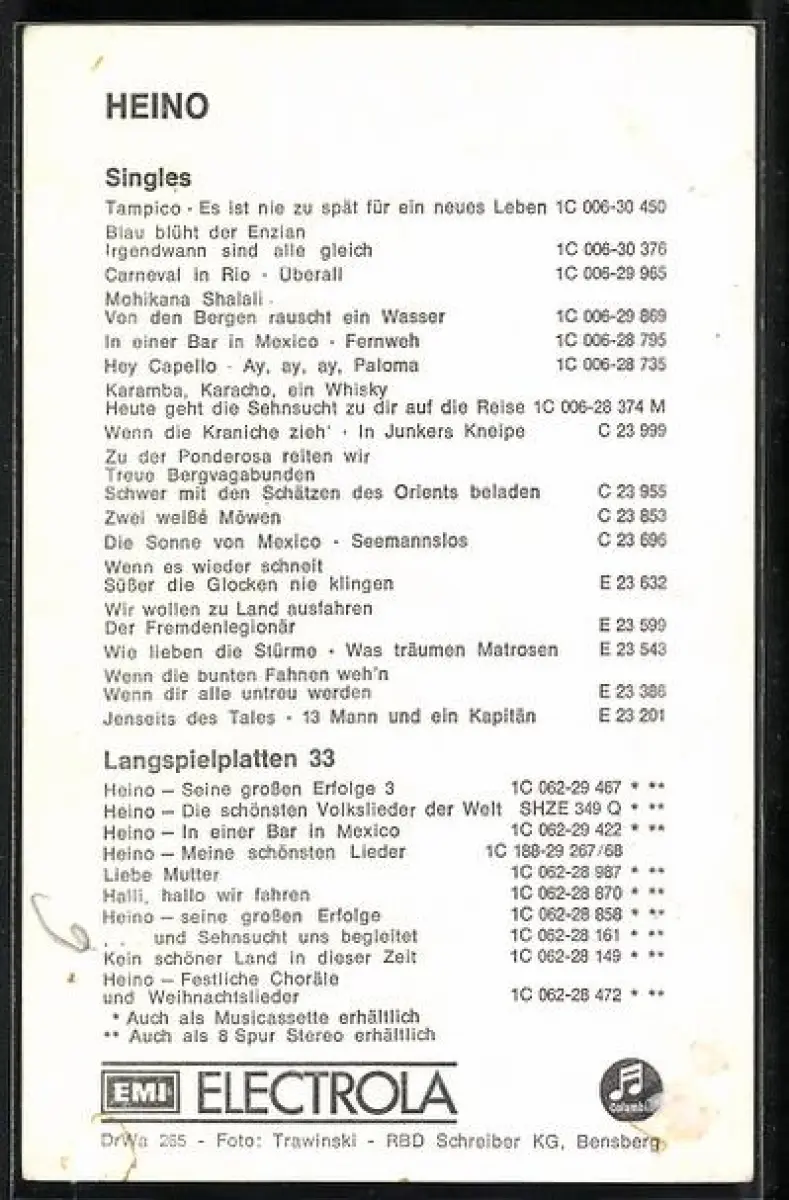 HEINO
Singles
Tampico · Es ist nie zu spät für ein neues Leben 1C 006-30 450
Blau blüht der Enzian
Irgendwann sind alle gleich 1C 006-30 376
Carneval in Rio · Überall 1C 006-29 965
Mohikana Shalali ·
Von den Bergen rauscht ein Wasser 1C 006-29 869
In einer Bar in Mexico · Fernweh 1C 006-28 795
Hey Capello - Ay, ay, ay, Paloma 1C 006-28 735
Karamba, Karacho, ein Whisky
Heute geht die Sehnsucht zu dir auf die Reise 1C 006-28 374 M
Wenn die Kraniche zieh' · In Junkers Kneipe C 23 999
Zu der Ponderosa reiten wir
Treue Bergvagabunden
Schwer mit den Schätzen des Orients beladen C 23 955
Zwei weiße Möwen C 23 853
Die Sonne von Mexico · Seemannslos C 23 696
Wenn es wieder schneit
Süßer die Glocken nie klingen E 23 632
Wir wollen zu Land ausfahren
Der Fremdenlegionär E 23 599
Wie lieben die Stürme · Was träumen Matrosen E 23 543
Wenn die bunten Fahnen weh'n
Wenn dir alle untreu werden E 23 386
Jenseits des Tales · 13 Mann und ein Kapitän E 23 201
Langspielplatten 33
Heino — Seine großen Erfolge 3 1C 062-29 467 * **
Heino — Die schönsten Volkslieder der Welt SHZE 349 Q * **
Heino — In einer Bar in Mexico 1C 062-29 422 * **
Heino — Meine schönsten Lieder 1C 188-29 267/68
Liebe Mutter 1C 062-28 987 * **
Halli, hallo wir fahren 1C 062-28 870 * **
Heino — seine großen Erfolge 1C 062-28 858 * **
. . und Sehnsucht uns begleitet 1C 062-28 161 * **
Kein schöner Land in dieser Zeit 1C 062-28 149 * **
Heino — Festliche Choräle
und Weihnachtslieder 1C 062-28 472 * **
* Auch als Musicassette erhältlich
** Auch als 8 Spur Stereo erhältlich
EMI ELECTROLA
Columbia
DrWa 265 - Foto: Trawinski - RBD Schreiber KG, Bensberg